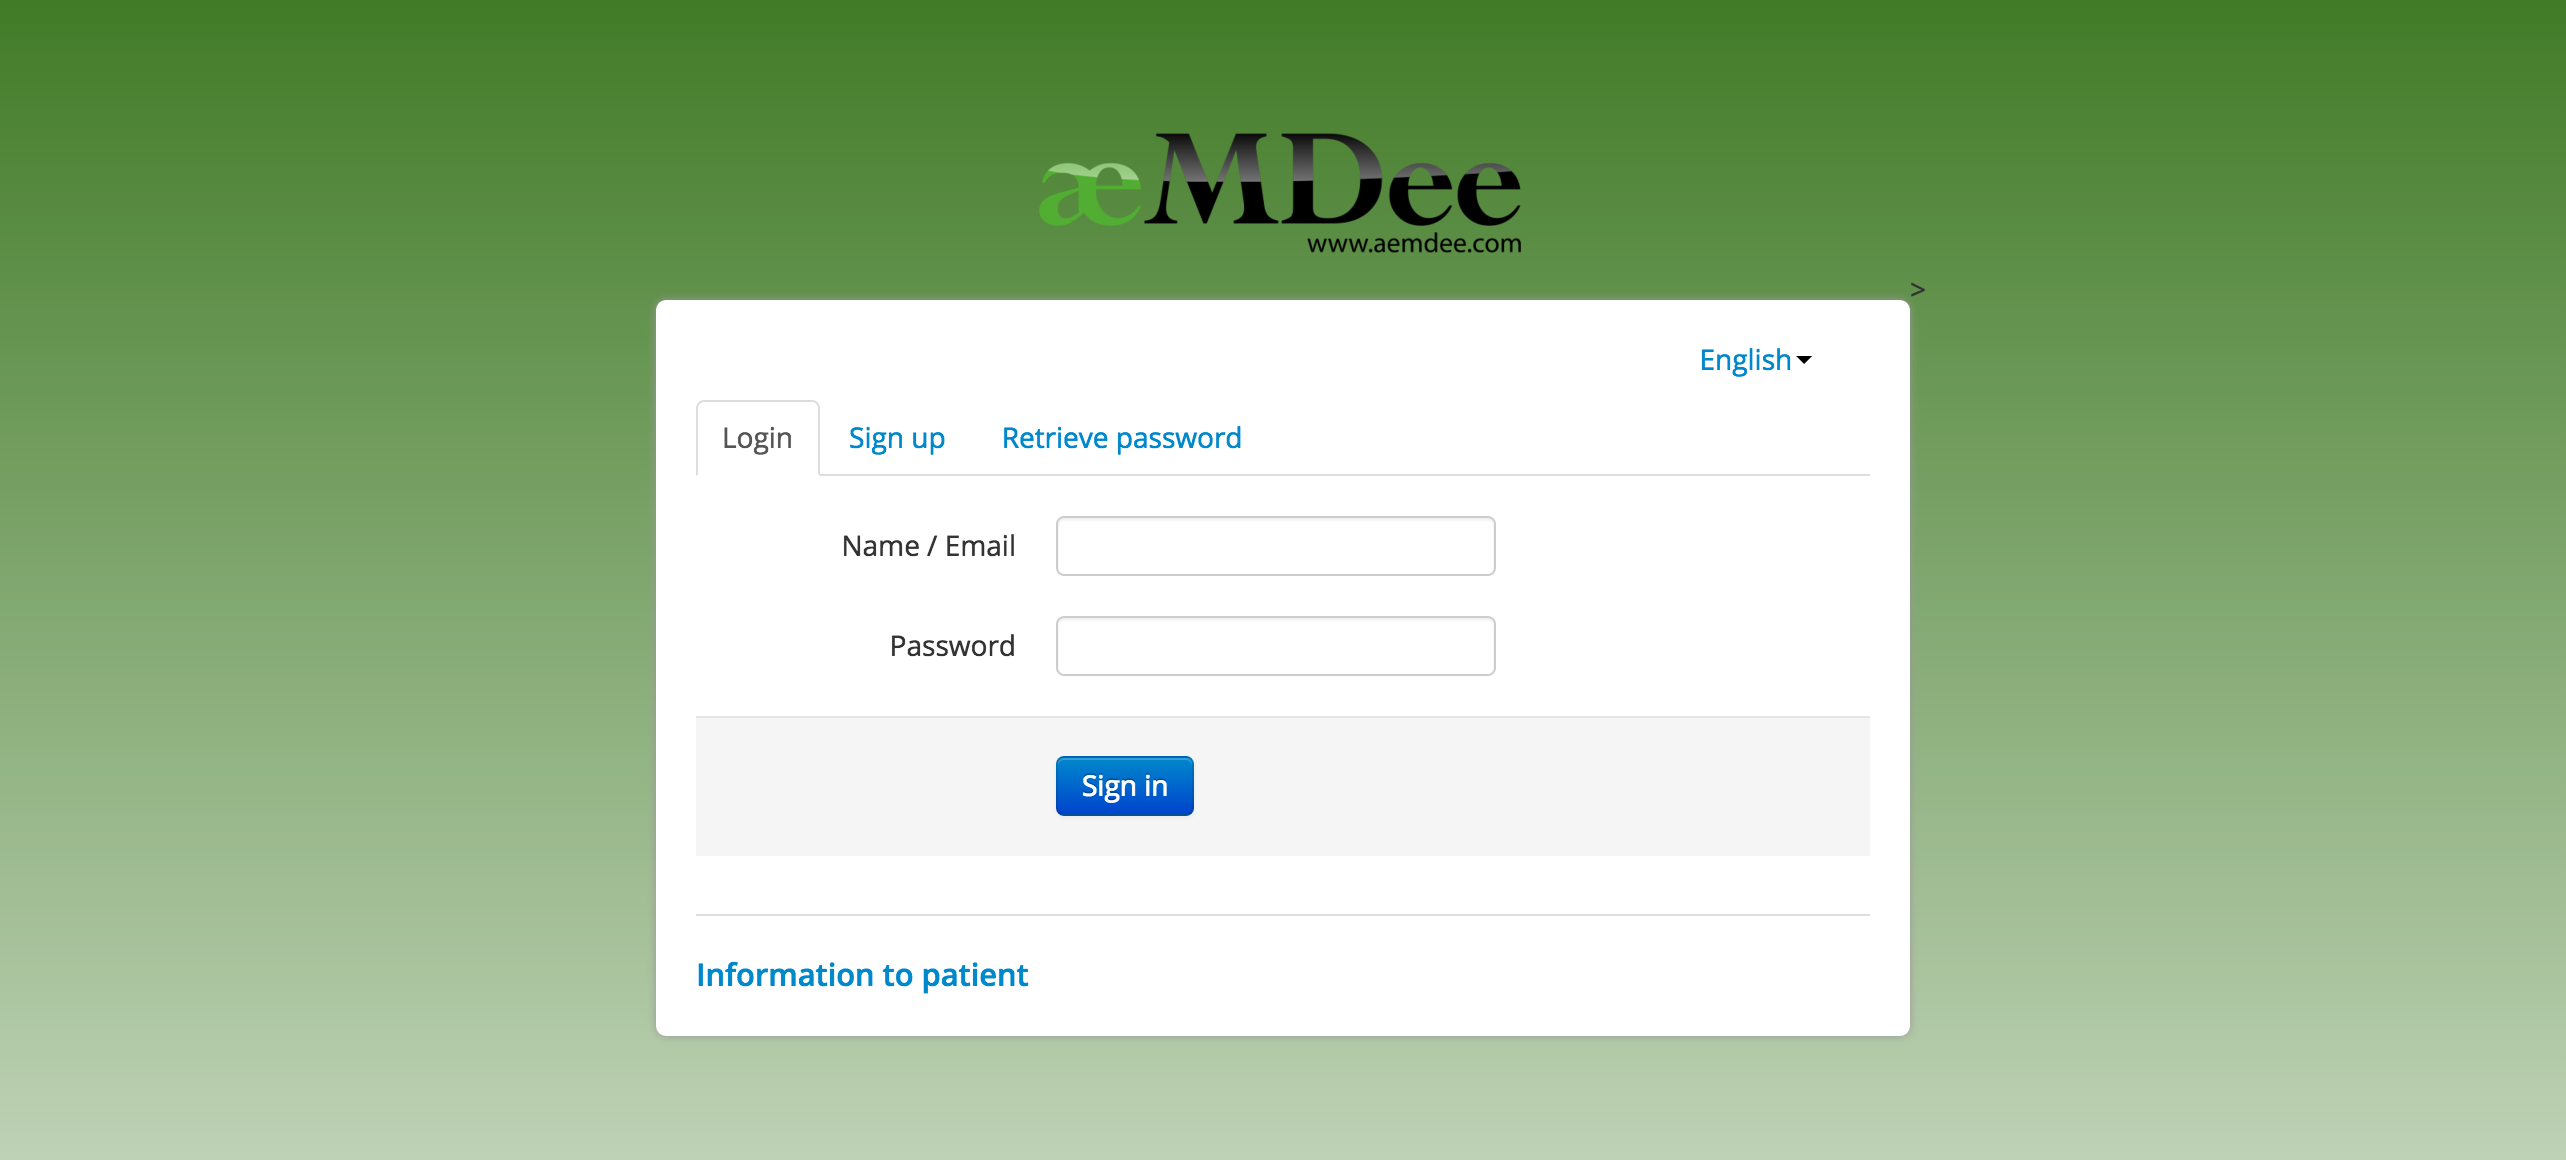 æMDee
www.aemdee.com
>
English
Login Sign up Retrieve password
Name / Email
Password
Sign in
Information to patient